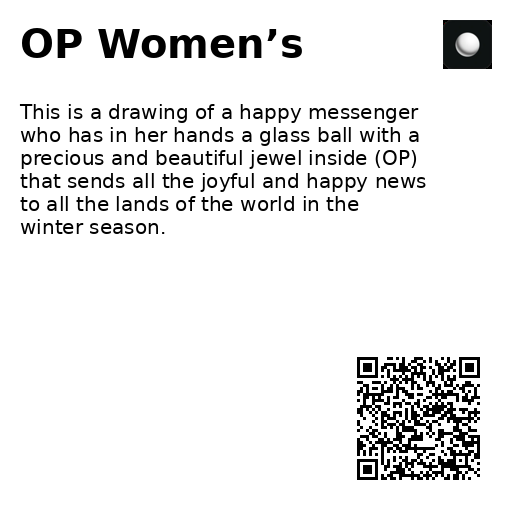 OP Women’s
This is a drawing of a happy messenger
who has in her hands a glass ball with a
precious and beautiful jewel inside (OP)
that sends all the joyful and happy news
to all the lands of the world in the
winter season.